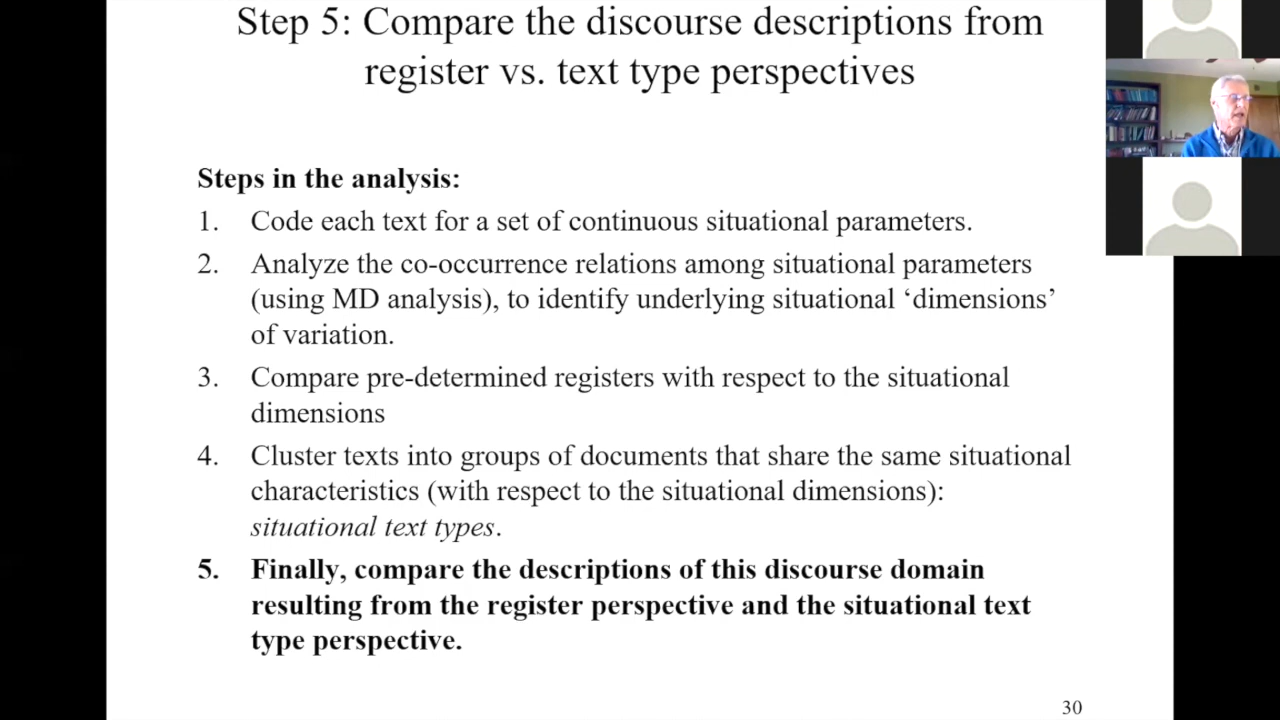 Step 5: Compare the discourse descriptions from
register vs. text type perspectives
Steps in the analysis:
1. Code each text for a set of continuous situational parameters.
2. Analyze the co-occurrence relations among situational parameters
(using MD analysis), to identify underlying situational ‘dimensions’
of variation.
3. Compare pre-determined registers with respect to the situational
dimensions
4. Cluster texts into groups of documents that share the same situational
characteristics (with respect to the situational dimensions):
situational text types.
5. Finally, compare the descriptions of this discourse domain
resulting from the register perspective and the situational text
type perspective.
30